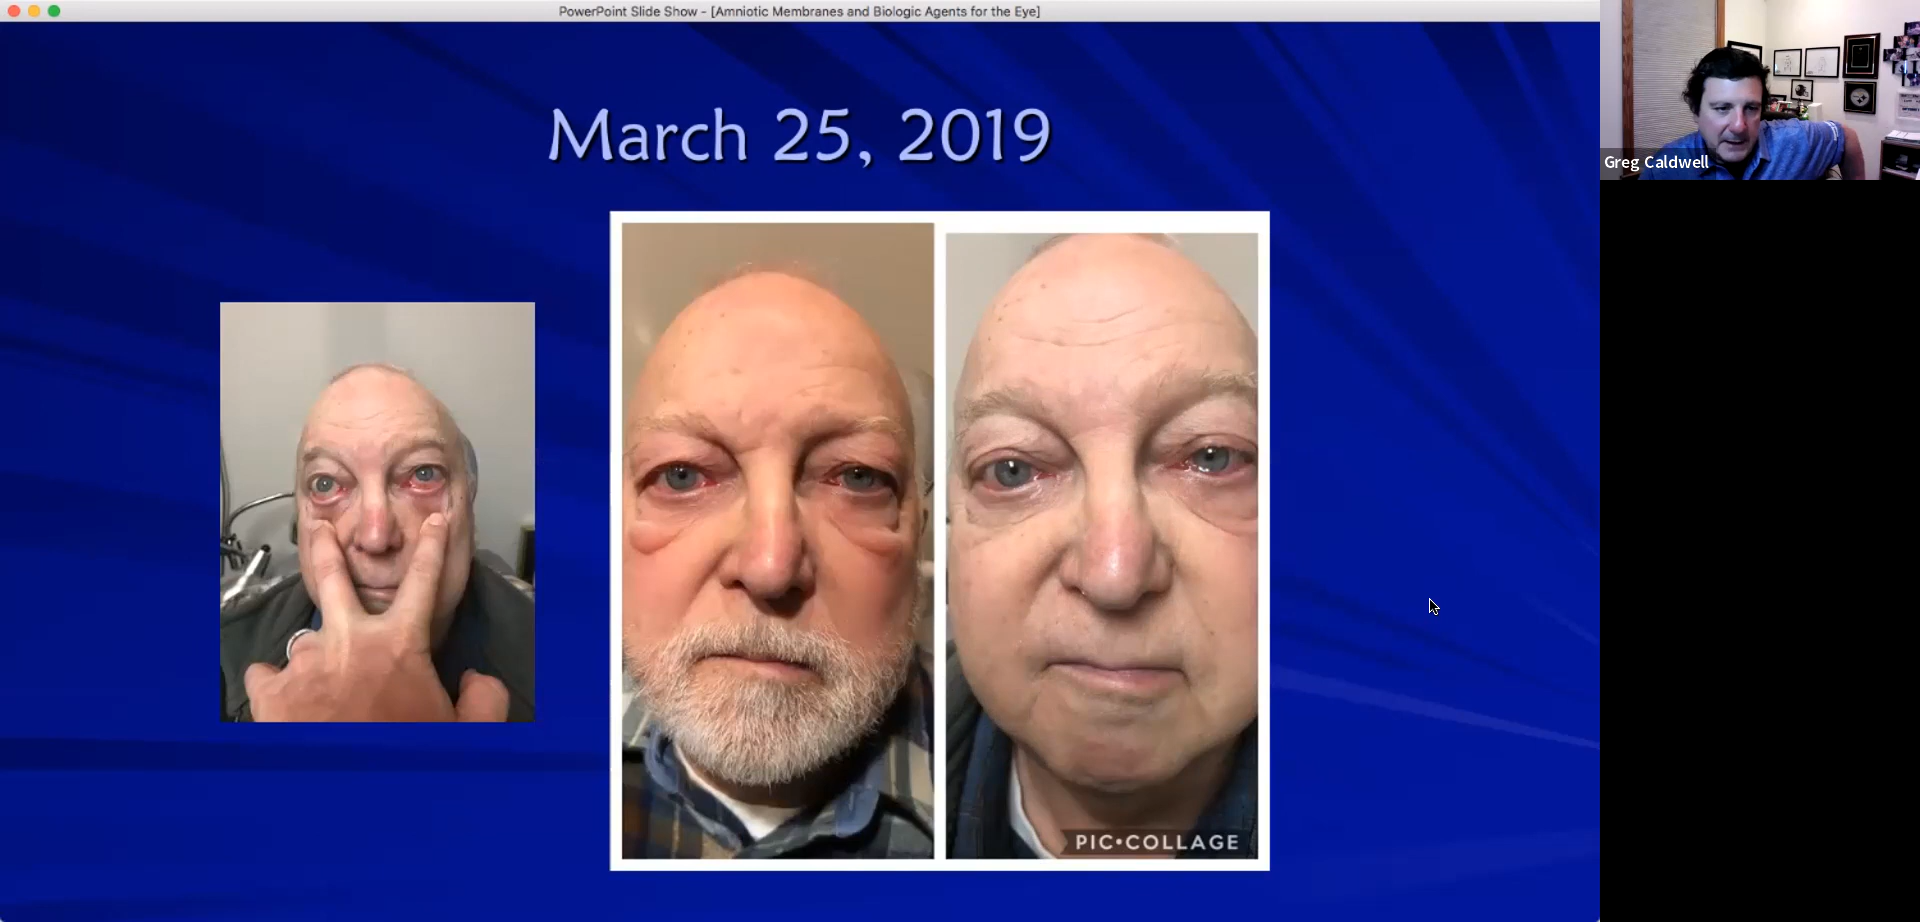 PowerPoint Slide Show - [Amniotic Membranes and Biologic Agents for the Eye]
March 25, 2019
Greg Caldwell
PIC•COLLAGE